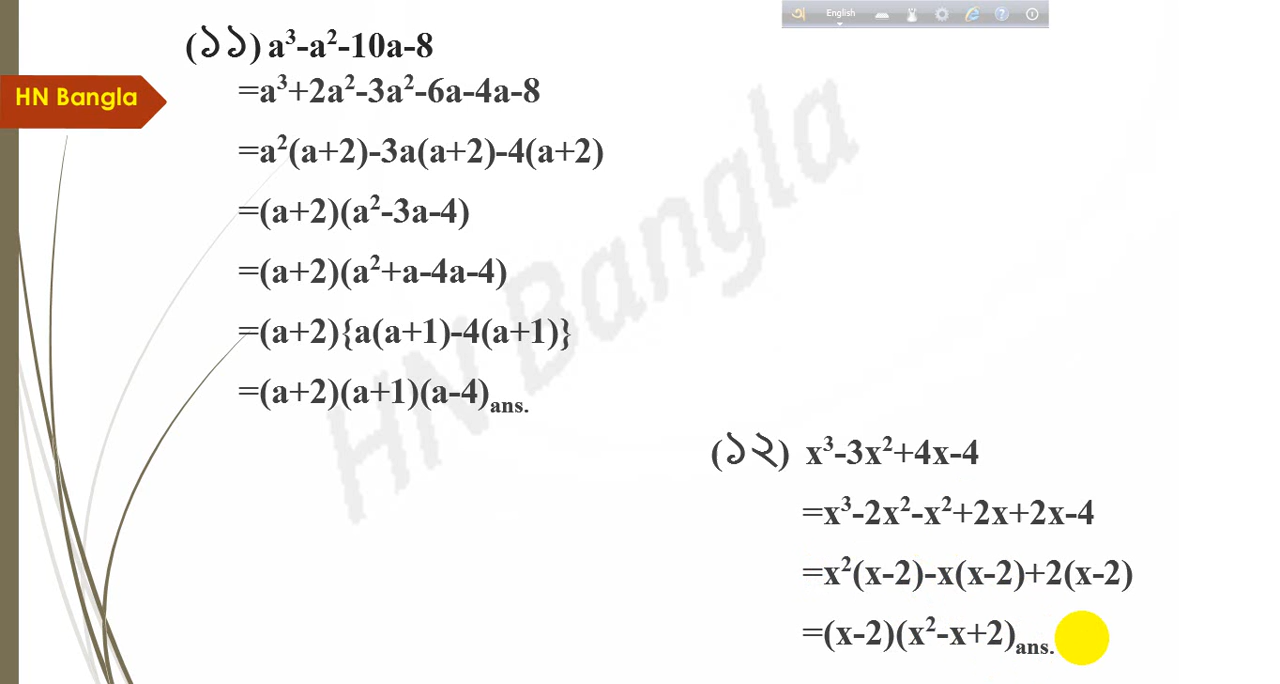 English
(১১) a³-a²-10a-8
HN Bangla
=a³+2a²-3a²-6a-4a-8
=a²(a+2)-3a(a+2)-4(a+2)
=(a+2)(a²-3a-4)
=(a+2)(a²+a-4a-4)
=(a+2){a(a+1)-4(a+1)}
=(a+2)(a+1)(a-4)ans.
HN Bangla
(১২) x³-3x²+4x-4
=x³-2x²-x²+2x+2x-4
=x²(x-2)-x(x-2)+2(x-2)
=(x-2)(x²-x+2)ans.